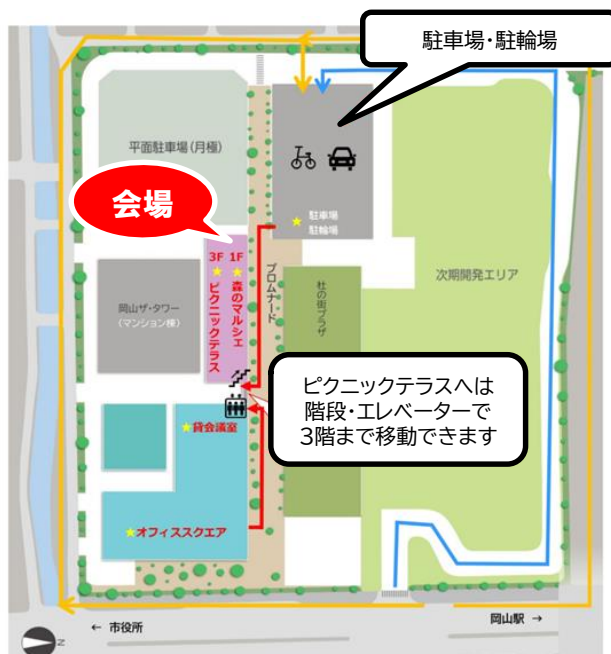 駐車場・駐輪場
平面駐車場(月極)
会場
駐車場
駐輪場
3F ピクニックテラス
1F 森のマルシェ
プロムナード
杜の街プラザ
次期開発エリア
岡山ザ・タワー
(マンション棟)
ピクニックテラスへは
階段・エレベーターで
3階まで移動できます
貸会議室
オフィススクエア
← 市役所
岡山駅 →
N